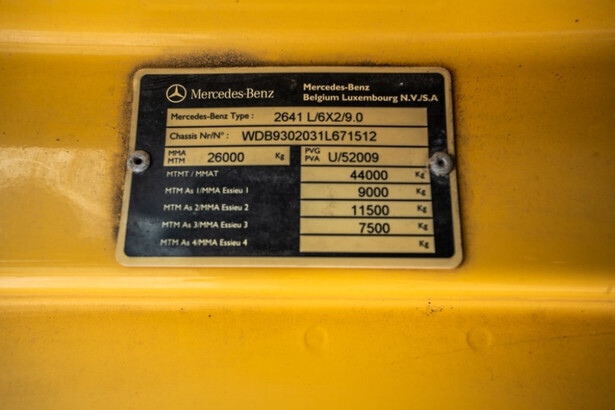 Mercedes-Benz
Mercedes-Benz
Belgium Luxembourg N.V./S.A
Mercedes-Benz Type : 2641 L/6X2/9.0
Chassis Nr/N° : WDB9302031L671512
MMA
MTM 26000 Kg
PVG
PVA U/52009
MTMT / MMAT 44000 Kg
MTM As 1/MMA Essieu 1 9000 Kg
MTM As 2/MMA Essieu 2 11500 Kg
MTM As 3/MMA Essieu 3 7500 Kg
MTM As 4/MMA Essieu 4 Kg